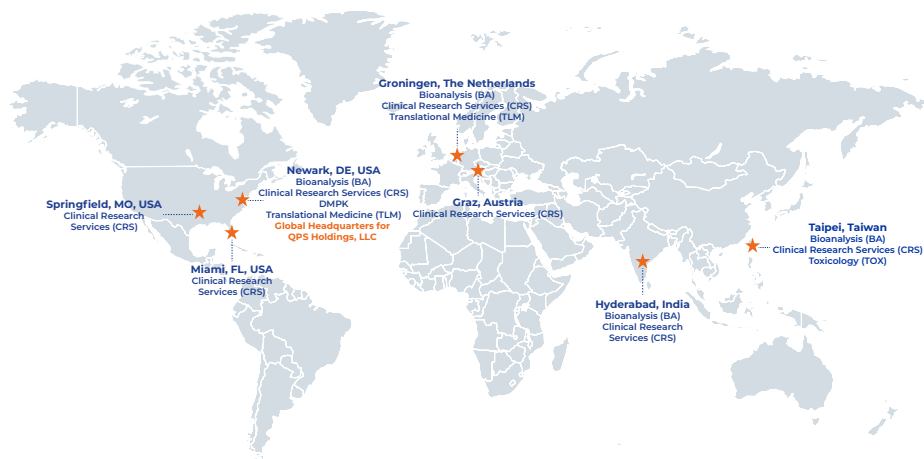 Groningen, The Netherlands
Bioanalysis (BA)
Clinical Research Services (CRS)
Translational Medicine (TLM)
Newark, DE, USA
Bioanalysis (BA)
Clinical Research Services (CRS)
DMPK
Translational Medicine (TLM)
Global Headquarters for
QPS Holdings, LLC
Springfield, MO, USA
Clinical Research
Services (CRS)
Graz, Austria
Clinical Research Services (CRS)
Taipei, Taiwan
Bioanalysis (BA)
Clinical Research Services (CRS)
Toxicology (TOX)
Miami, FL, USA
Clinical Research
Services (CRS)
Hyderabad, India
Bioanalysis (BA)
Clinical Research
Services (CRS)